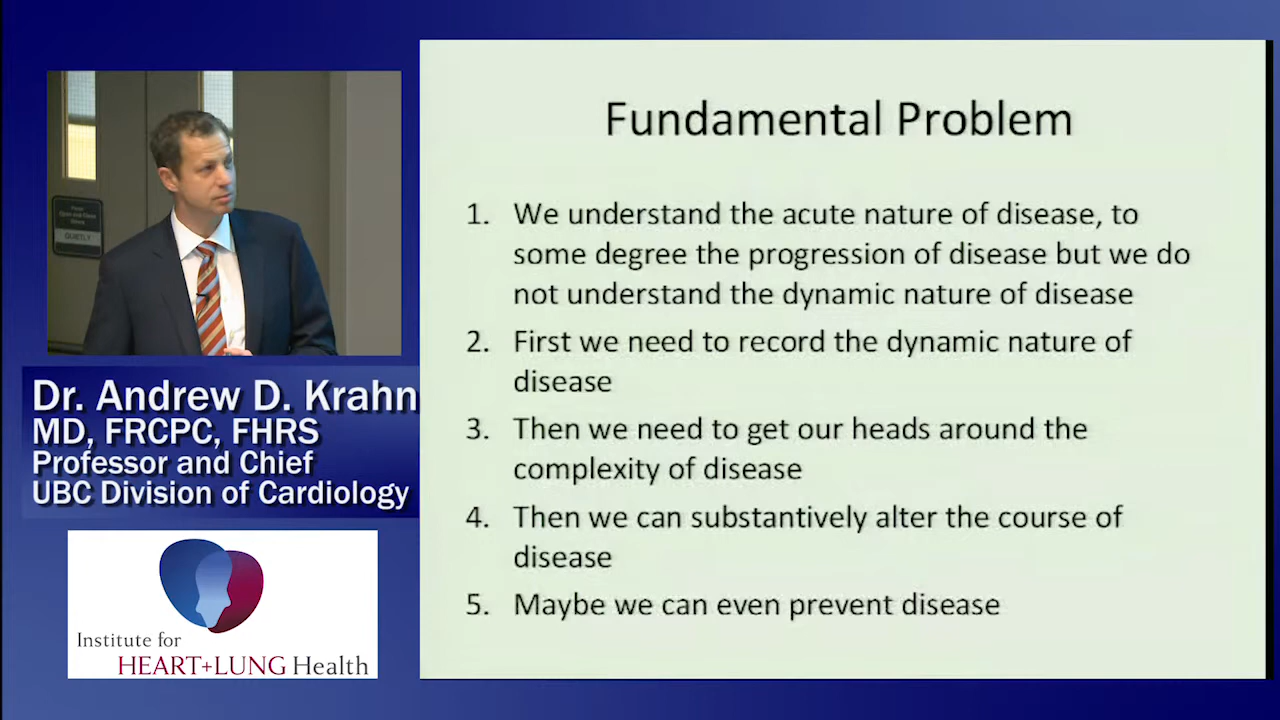 Fundamental Problem
1. We understand the acute nature of disease, to
some degree the progression of disease but we do
not understand the dynamic nature of disease
2. First we need to record the dynamic nature of
disease
3. Then we need to get our heads around the
complexity of disease
4. Then we can substantively alter the course of
disease
5. Maybe we can even prevent disease
QUIETLY
Dr. Andrew D. Krahn
MD, FRCPC, FHRS
Professor and Chief
UBC Division of Cardiology
Institute for
HEART+LUNG Health